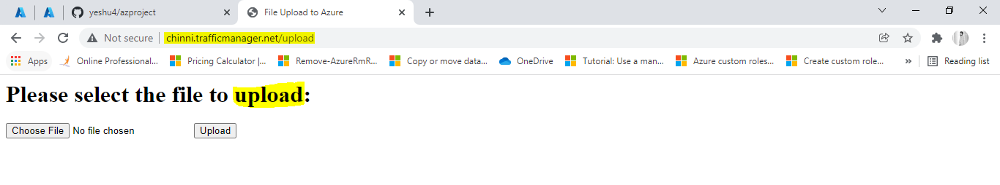 yeshu4/azproject File Upload to Azure
Not secure chinni.trafficmanager.net/upload
Apps Online Professional... Pricing Calculator |... Remove-AzureRmR... Copy or move data... OneDrive Tutorial: Use a man... Azure custom roles... Create custom role... » Reading list
Please select the file to upload:
Choose File No file chosen Upload